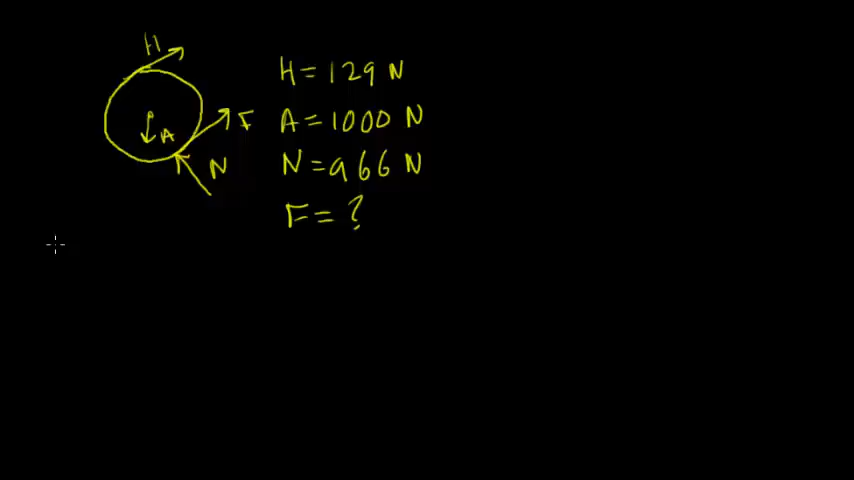 H
H = 129 N
A = 1000 N
A
F
N
N = 966 N
F = ?